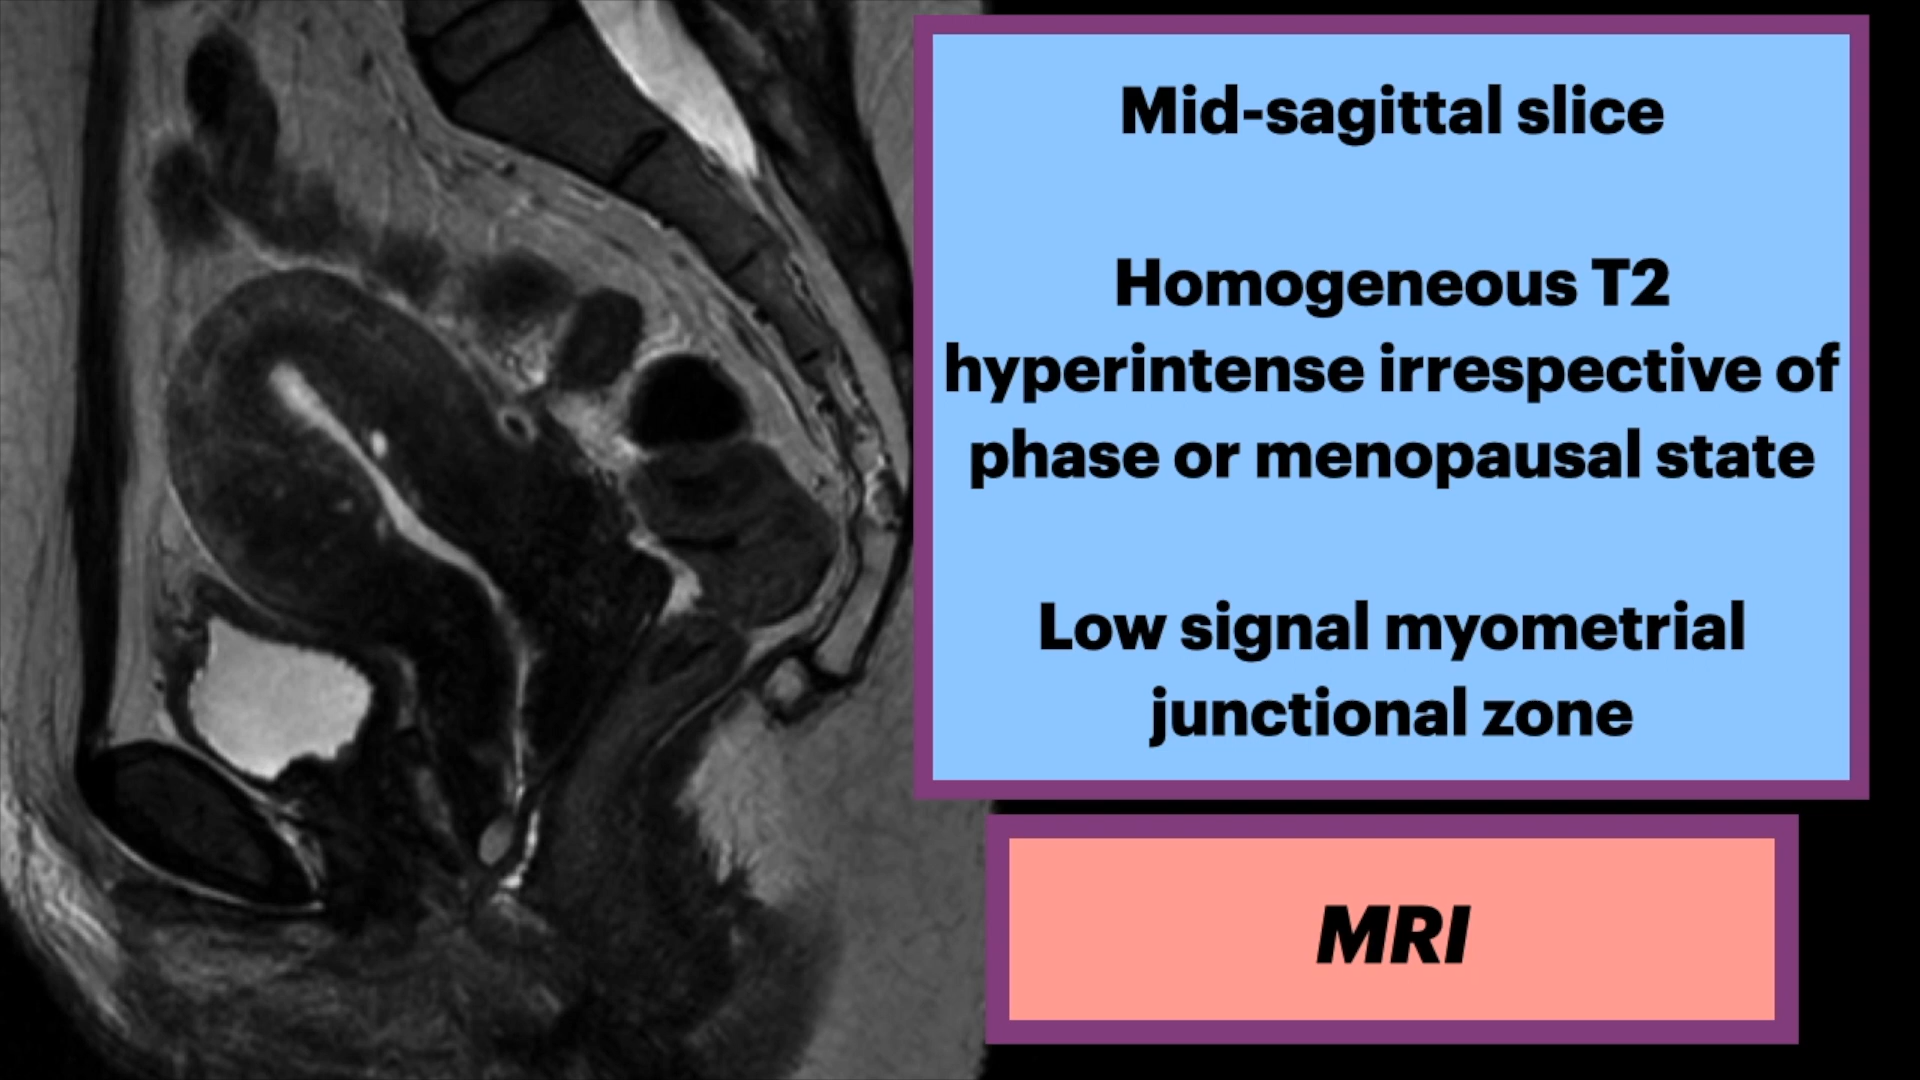 Mid-sagittal slice
Homogeneous T2
hyperintense irrespective of
phase or menopausal state
Low signal myometrial
junctional zone
MRI